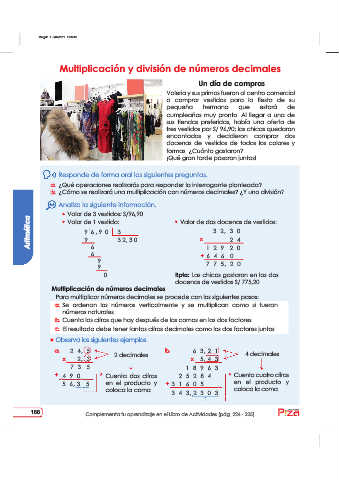 Multiplicación y división de números decimales
Un día de compras
Valeria y sus primas fueron al centro comercial
a comprar vestidos para la fiesta de su
pequeña hermana que estará de
cumpleaños muy pronto. Al llegar a una de
sus tiendas preferidas, había una oferta de
tres vestidos por S/ 96,90; las chicas quedaron
encantadas y decidieron comprar dos
docenas de vestidos de todos los colores y
formas. ¿Cuánto gastaron?
¡Qué gran tarde pasaron juntas!
Responde de forma oral las siguientes preguntas.
a. ¿Qué operaciones realizarás para responder la interrogante planteada?
b. ¿Cómo se realizará una multiplicación con números decimales? ¿Y una división?
Analiza la siguiente información.
• Valor de 3 vestidos: S/96,90
• Valor de 1 vestido:
9 6 , 9 0 3
9 3 2, 3 0
6
6
9
9
0
• Valor de dos docenas de vestidos:
3 2, 3 0
x 2 4
1 2 9 2 0
+ 6 4 6 0
7 7 5, 2 0
Rpta: Las chicas gastaron en las dos
docenas de vestidos S/ 775,20
Multiplicación de números decimales
Para multiplicar números decimales se procede con los siguientes pasos:
a. Se ordenan los números verticalmente y se multiplican como si fueran
números naturales
b. Cuenta las cifras que hay después de las comas en los dos factores
c. El resultado debe tener tantas cifras decimales como los dos factores juntos
Observa los siguientes ejemplos
a. 2 4, 5
x 2, 3
7 3 5
+ 4 9 0
5 6, 3 5
2 decimales
* Cuenta dos cifras
en el producto y
coloca la coma
b. 6 3, 2 1
x 5, 4 3
1 8 9 6 3
2 5 2 8 4
+ 3 1 6 0 5
3 4 3, 2 3 0 3
4 decimales
* Cuenta cuatro cifras
en el producto y
coloca la coma
Aritmética
188
Complementa tu aprendizaje en el Libro de Actividades (pág. 224 - 235)